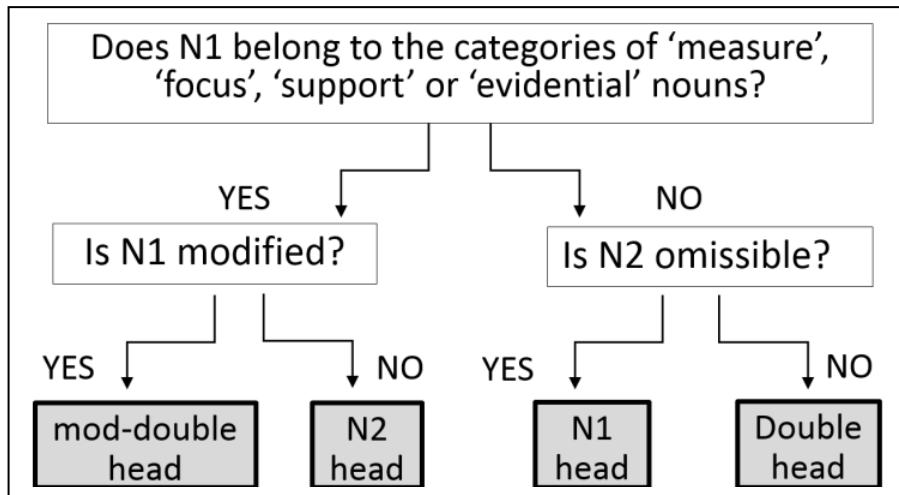 Does N1 belong to the categories of ‘measure’,
‘focus’, ‘support’ or ‘evidential’ nouns?
YES
NO
Is N1 modified?
Is N2 omissible?
YES
NO
YES
NO
mod-double
head
N2
head
N1
head
Double
head